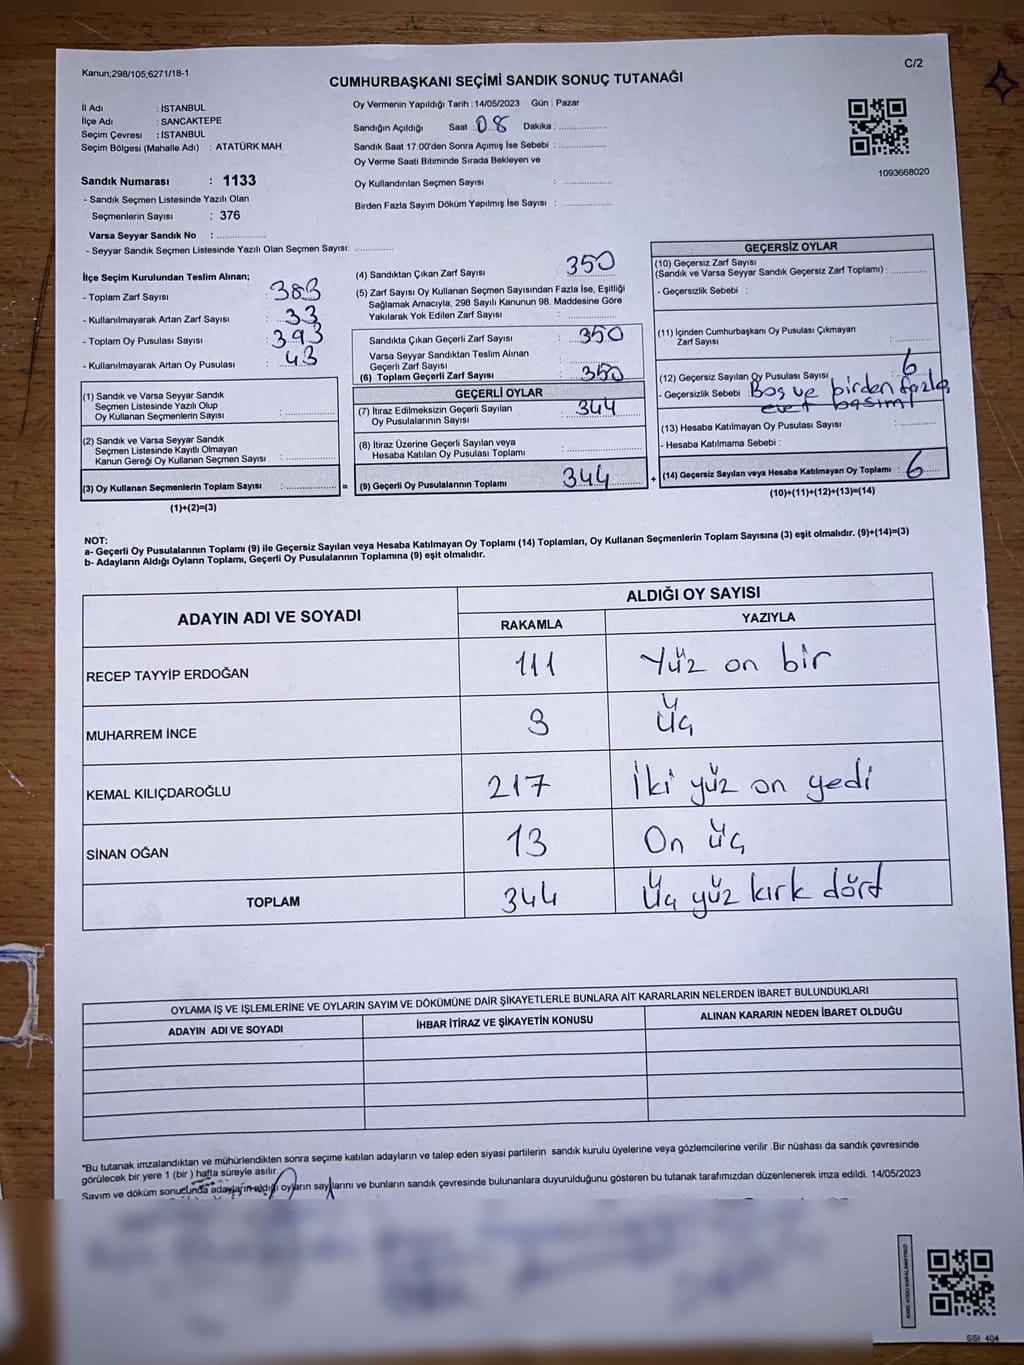 Kanun;298/105;6271/18-1
C/2
CUMHURBAŞKANI SEÇİMİ SANDIK SONUÇ TUTANAĞI
İl Adı : İSTANBUL
İlçe Adı : SANCAKTEPE
Seçim Çevresi : İSTANBUL
Seçim Bölgesi (Mahalle Adı) : ATATÜRK MAH.
Sandık Numarası : 1133
- Sandık Seçmen Listesinde Yazılı Olan
Seçmenlerin Sayısı : 376
Varsa Seyyar Sandık No : ..............
- Seyyar Sandık Seçmen Listesinde Yazılı Olan Seçmen Sayısı: ............
Oy Vermenin Yapıldığı Tarih : 14/05/2023 Gün : Pazar
Sandığın Açıldığı Saat : 08 Dakika : ..............
Sandık Saat 17:00'den Sonra Açımış İse Sebebi : ..............
Oy Verme Saati Bitiminde Sırada Bekleyen ve
Oy Kullandırılan Seçmen Sayısı : ..............
Birden Fazla Sayım Döküm Yapılmış İse Sayısı : ..............
1093668020
İlçe Seçim Kurulundan Teslim Alınan;
- Toplam Zarf Sayısı : 383
- Kullanılmayarak Artan Zarf Sayısı : 33
- Toplam Oy Pusulası Sayısı : 393
- Kullanılmayarak Artan Oy Pusulası : 43
(1) Sandık ve Varsa Seyyar Sandık
Seçmen Listesinde Yazılı Olup
Oy Kullanan Seçmenlerin Sayısı : ..............
(2) Sandık ve Varsa Seyyar Sandık
Seçmen Listesinde Kayıtlı Olmayan
Kanun Gereği Oy Kullanan Seçmen Sayısı : ..............
(3) Oy Kullanan Seçmenlerin Toplam Sayısı : .............. =
(1)+(2)=(3)
(4) Sandıktan Çıkan Zarf Sayısı : 350
(5) Zarf Sayısı Oy Kullanan Seçmen Sayısından Fazla İse, Eşitliği
Sağlamak Amacıyla; 298 Sayılı Kanunun 98. Maddesine Göre
Yakılarak Yok Edilen Zarf Sayısı : ..............
Sandıkta Çıkan Geçerli Zarf Sayısı : 350
Varsa Seyyar Sandıktan Teslim Alınan
Geçerli Zarf Sayısı : ..............
(6) Toplam Geçerli Zarf Sayısı : 350
GEÇERLİ OYLAR
(7) İtiraz Edilmeksizin Geçerli Sayılan : 344
Oy Pusulalarının Sayısı
(8) İtiraz Üzerine Geçerli Sayılan veya
Hesaba Katılan Oy Pusulası Toplamı : ..............
(9) Geçerli Oy Pusulalarının Toplamı : 344 +
GEÇERSİZ OYLAR
(10) Geçersiz Zarf Sayısı
(Sandık ve Varsa Seyyar Sandık Geçersiz Zarf Toplamı) : ............
- Geçersizlik Sebebi :
(11) İçinden Cumhurbaşkanı Oy Pusulası Çıkmayan
Zarf Sayısı : ............
(12) Geçersiz Sayılan Oy Pusulası Sayısı : 6
- Geçersizlik Sebebi Boş ve birden fazla
evet basımı
(13) Hesaba Katılmayan Oy Pusulası Sayısı : ............
- Hesaba Katılmama Sebebi :
(14) Geçersiz Sayılan veya Hesaba Katılmayan Oy Toplamı : 6
(10)+(11)+(12)+(13)=(14)
NOT:
a- Geçerli Oy Pusulalarının Toplamı (9) ile Geçersiz Sayılan veya Hesaba Katılmayan Oy Toplamı (14) Toplamları, Oy Kullanan Seçmenlerin Toplam Sayısına (3) eşit olmalıdır. (9)+(14)=(3)
b- Adayların Aldığı Oyların Toplamı, Geçerli Oy Pusulalarının Toplamına (9) eşit olmalıdır.
ADAYIN ADI VE SOYADI
ALDIĞI OY SAYISI
RAKAMLA YAZIYLA
RECEP TAYYİP ERDOĞAN 111 Yüz on bir
MUHARREM İNCE 3 Üç
KEMAL KILIÇDAROĞLU 217 İki yüz on yedi
SİNAN OĞAN 13 On üç
TOPLAM 344 Üç yüz kırk dört
OYLAMA İŞ VE İŞLEMLERİNE VE OYLARIN SAYIM VE DÖKÜMÜNE DAİR ŞİKAYETLERLE BUNLARA AİT KARARLARIN NELERDEN İBARET BULUNDUKLARI
ADAYIN ADI VE SOYADI İHBAR İTİRAZ VE ŞİKAYETİN KONUSU ALINAN KARARIN NEDEN İBARET OLDUĞU
*Bu tutanak imzalandıktan ve mühürlendikten sonra seçime katılan adayların ve talep eden siyasi partilerin sandık kurulu üyelerine veya gözlemcilerine verilir .Bir nüshası da sandık çevresinde
görülecek bir yere 1 (bir ) hafta süreyle asılır.
Sayım ve döküm sonucunda adayların aldığı oyların sayılarını ve bunların sandık çevresinde bulunanlara duyurulduğunu gösteren bu tutanak tarafımızdan düzenlenerek imza edildi. 14/05/2023
KARE KODU KARALAMAYINIZ!
SSI 404